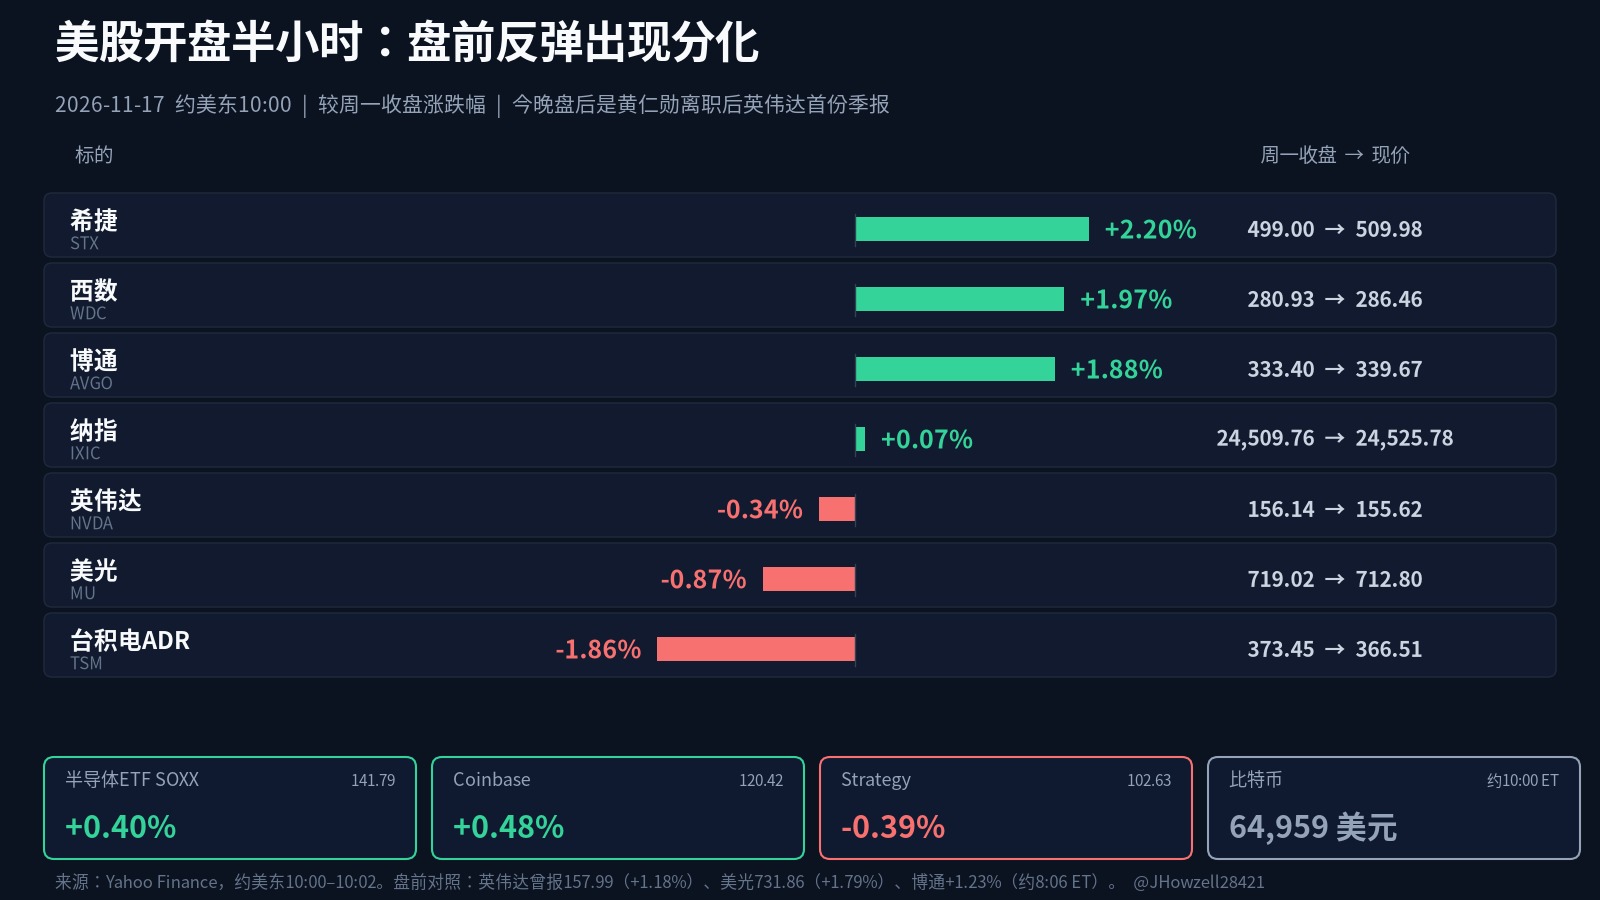 美股开盘半小时：盘前反弹出现分化
2026-11-17 约美东10:00 | 较周一收盘涨跌幅 | 今晚盘后是黄仁勋离职后英伟达首份季报
标的 周一收盘 → 现价
希捷
STX
+2.20% 499.00 → 509.98
西数
WDC
+1.97% 280.93 → 286.46
博通
AVGO
+1.88% 333.40 → 339.67
纳指
IXIC
+0.07% 24,509.76 → 24,525.78
英伟达
NVDA
-0.34% 156.14 → 155.62
美光
MU
-0.87% 719.02 → 712.80
台积电ADR
TSM
-1.86% 373.45 → 366.51
半导体ETF SOXX 141.79
+0.40%
Coinbase 120.42
+0.48%
Strategy 102.63
-0.39%
比特币 约10:00 ET
64,959 美元
来源：Yahoo Finance，约美东10:00–10:02。盘前对照：英伟达曾报157.99（+1.18%）、美光731.86（+1.79%）、博通+1.23%（约8:06 ET）。 @JHowzell28421